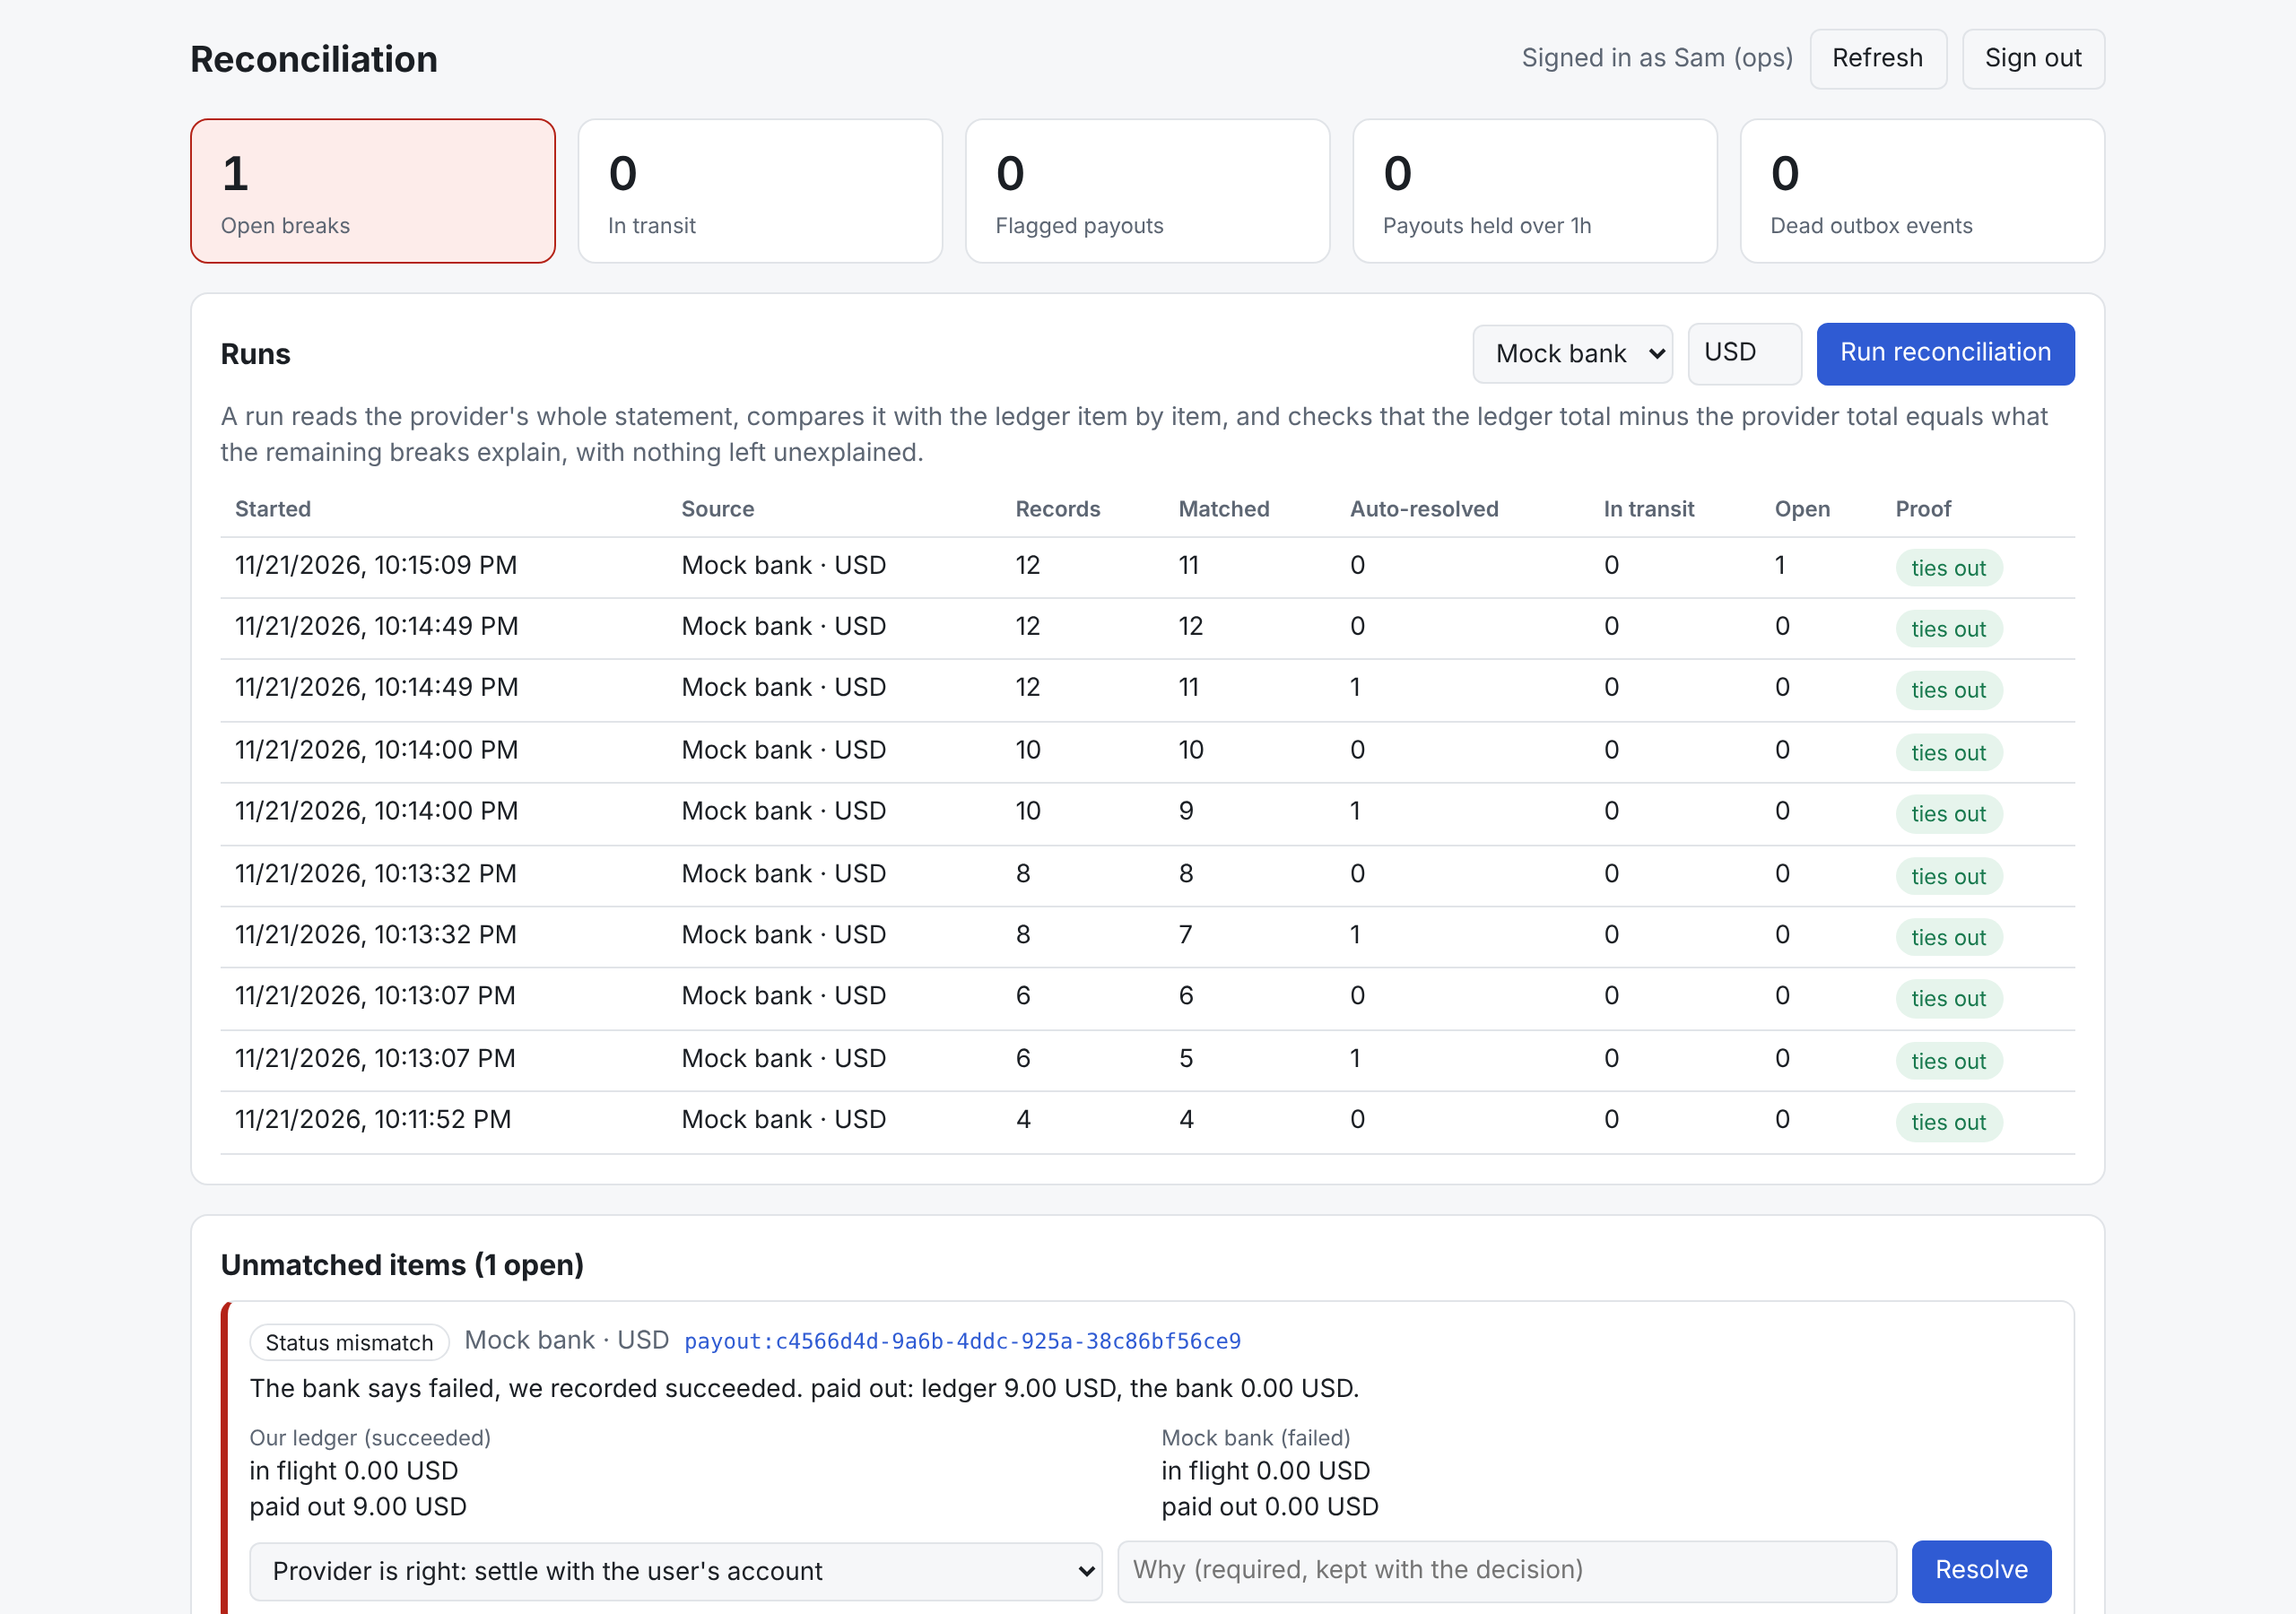 Reconciliation
Signed in as Sam (ops)
Refresh
Sign out
1
Open breaks
0
In transit
0
Flagged payouts
0
Payouts held over 1h
0
Dead outbox events
Runs
Mock bank
USD
Run reconciliation
A run reads the provider's whole statement, compares it with the ledger item by item, and checks that the ledger total minus the provider total equals what
the remaining breaks explain, with nothing left unexplained.
Started Source Records Matched Auto-resolved In transit Open Proof
11/21/2026, 10:15:09 PM Mock bank · USD 12 11 0 0 1 ties out
11/21/2026, 10:14:49 PM Mock bank · USD 12 12 0 0 0 ties out
11/21/2026, 10:14:49 PM Mock bank · USD 12 11 1 0 0 ties out
11/21/2026, 10:14:00 PM Mock bank · USD 10 10 0 0 0 ties out
11/21/2026, 10:14:00 PM Mock bank · USD 10 9 1 0 0 ties out
11/21/2026, 10:13:32 PM Mock bank · USD 8 8 0 0 0 ties out
11/21/2026, 10:13:32 PM Mock bank · USD 8 7 1 0 0 ties out
11/21/2026, 10:13:07 PM Mock bank · USD 6 6 0 0 0 ties out
11/21/2026, 10:13:07 PM Mock bank · USD 6 5 1 0 0 ties out
11/21/2026, 10:11:52 PM Mock bank · USD 4 4 0 0 0 ties out
Unmatched items (1 open)
Status mismatch Mock bank · USD payout:c4566d4d-9a6b-4ddc-925a-38c86bf56ce9
The bank says failed, we recorded succeeded. paid out: ledger 9.00 USD, the bank 0.00 USD.
Our ledger (succeeded)
in flight 0.00 USD
paid out 9.00 USD
Mock bank (failed)
in flight 0.00 USD
paid out 0.00 USD
Provider is right: settle with the user's account
Why (required, kept with the decision)
Resolve